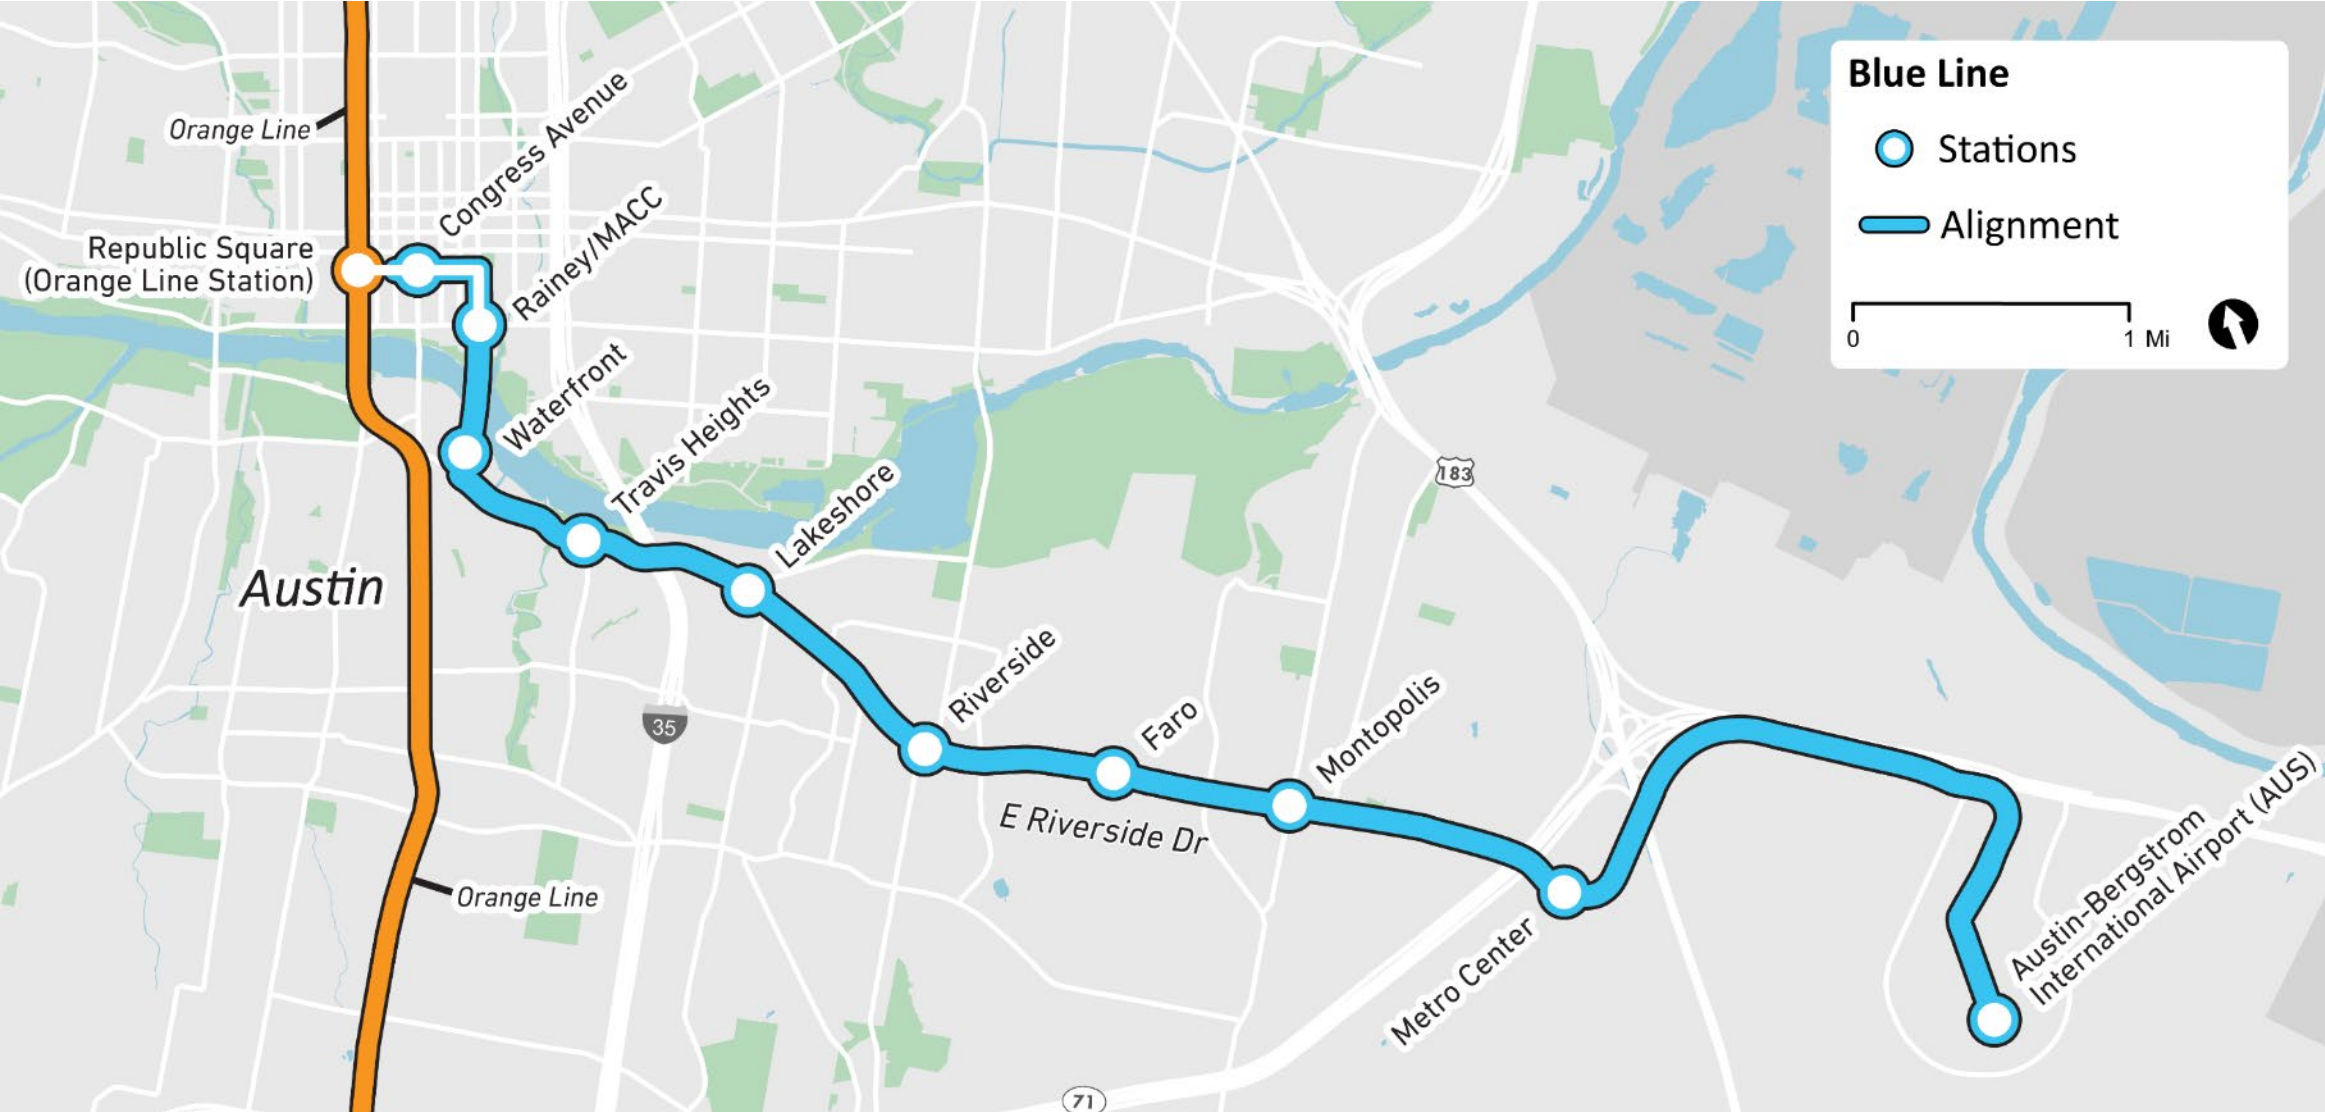 Blue Line
Stations
Alignment
0
1 Mi
Orange Line
Congress Avenue
Republic Square
(Orange Line Station)
Rainey/MACC
Waterfront
Travis Heights
Lakeshore
183
Austin
Riverside
35
Faro
Montopolis
E Riverside Dr
Orange Line
Metro Center
Austin-Bergstrom
International Airport (AUS)
71